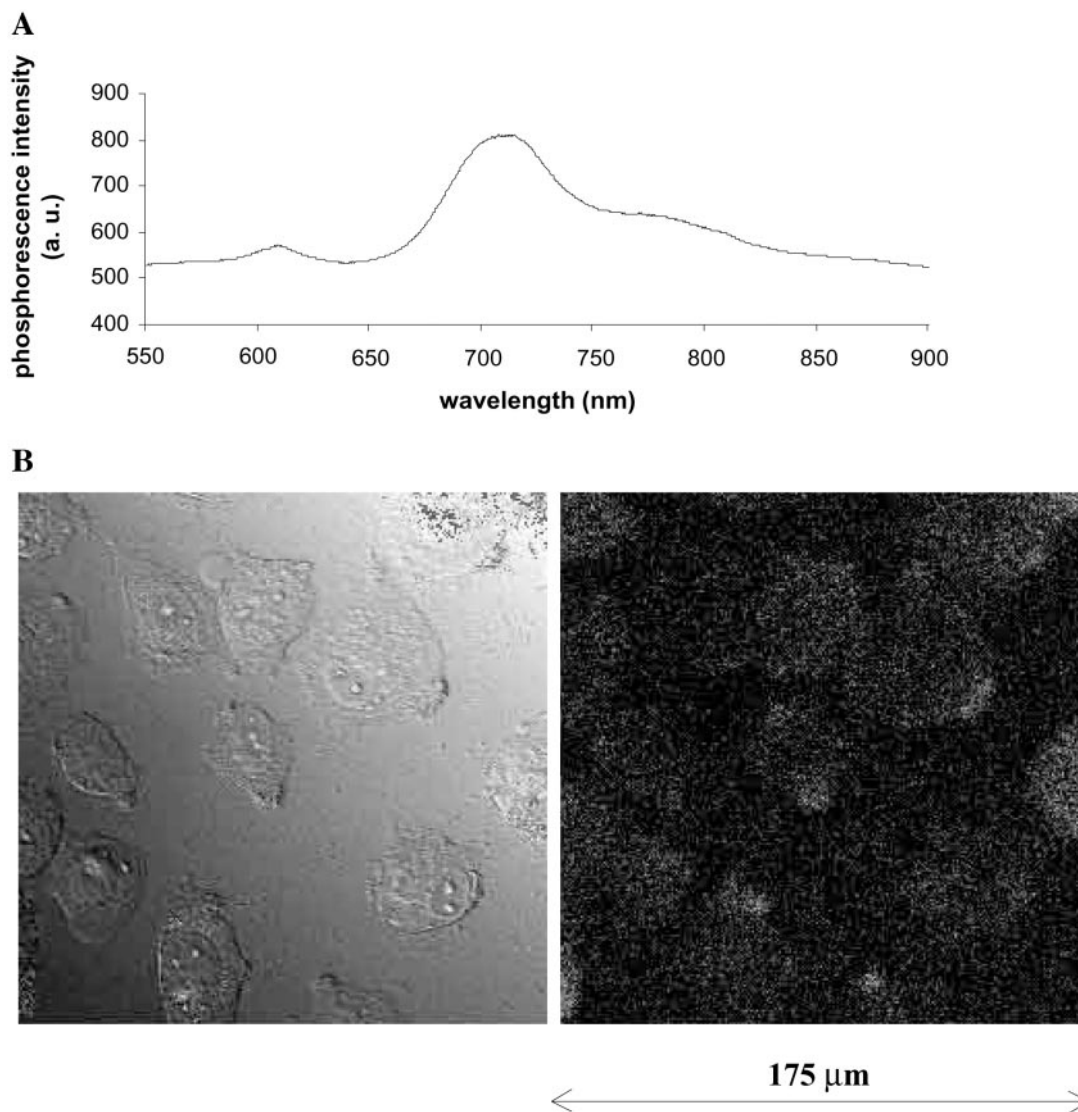 A
phosphorescence intensity
(a. u.)
900
800
700
600
500
400
550 600 650 700 750 800 850 900
wavelength (nm)
B
175 μm